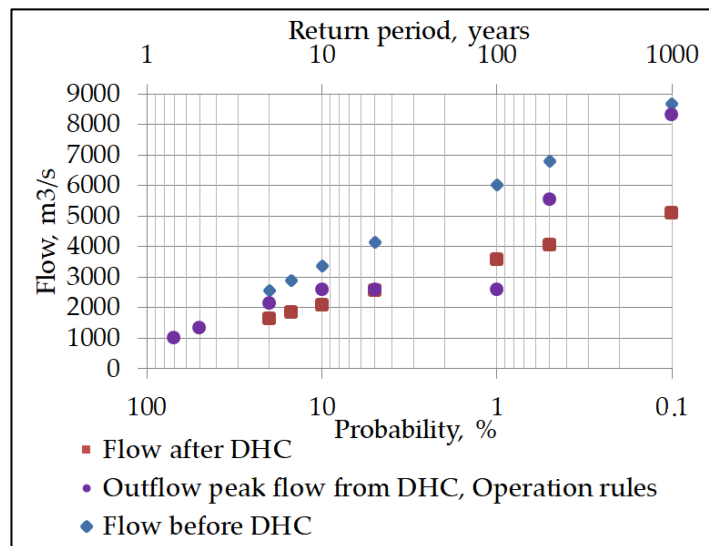 Return period, years
1 10 100 1000
9000
8000
7000
6000
5000
4000
3000
2000
1000
0
Flow, m3/s
100 10 1 0.1
Probability, %
Flow after DHC
Outflow peak flow from DHC, Operation rules
Flow before DHC